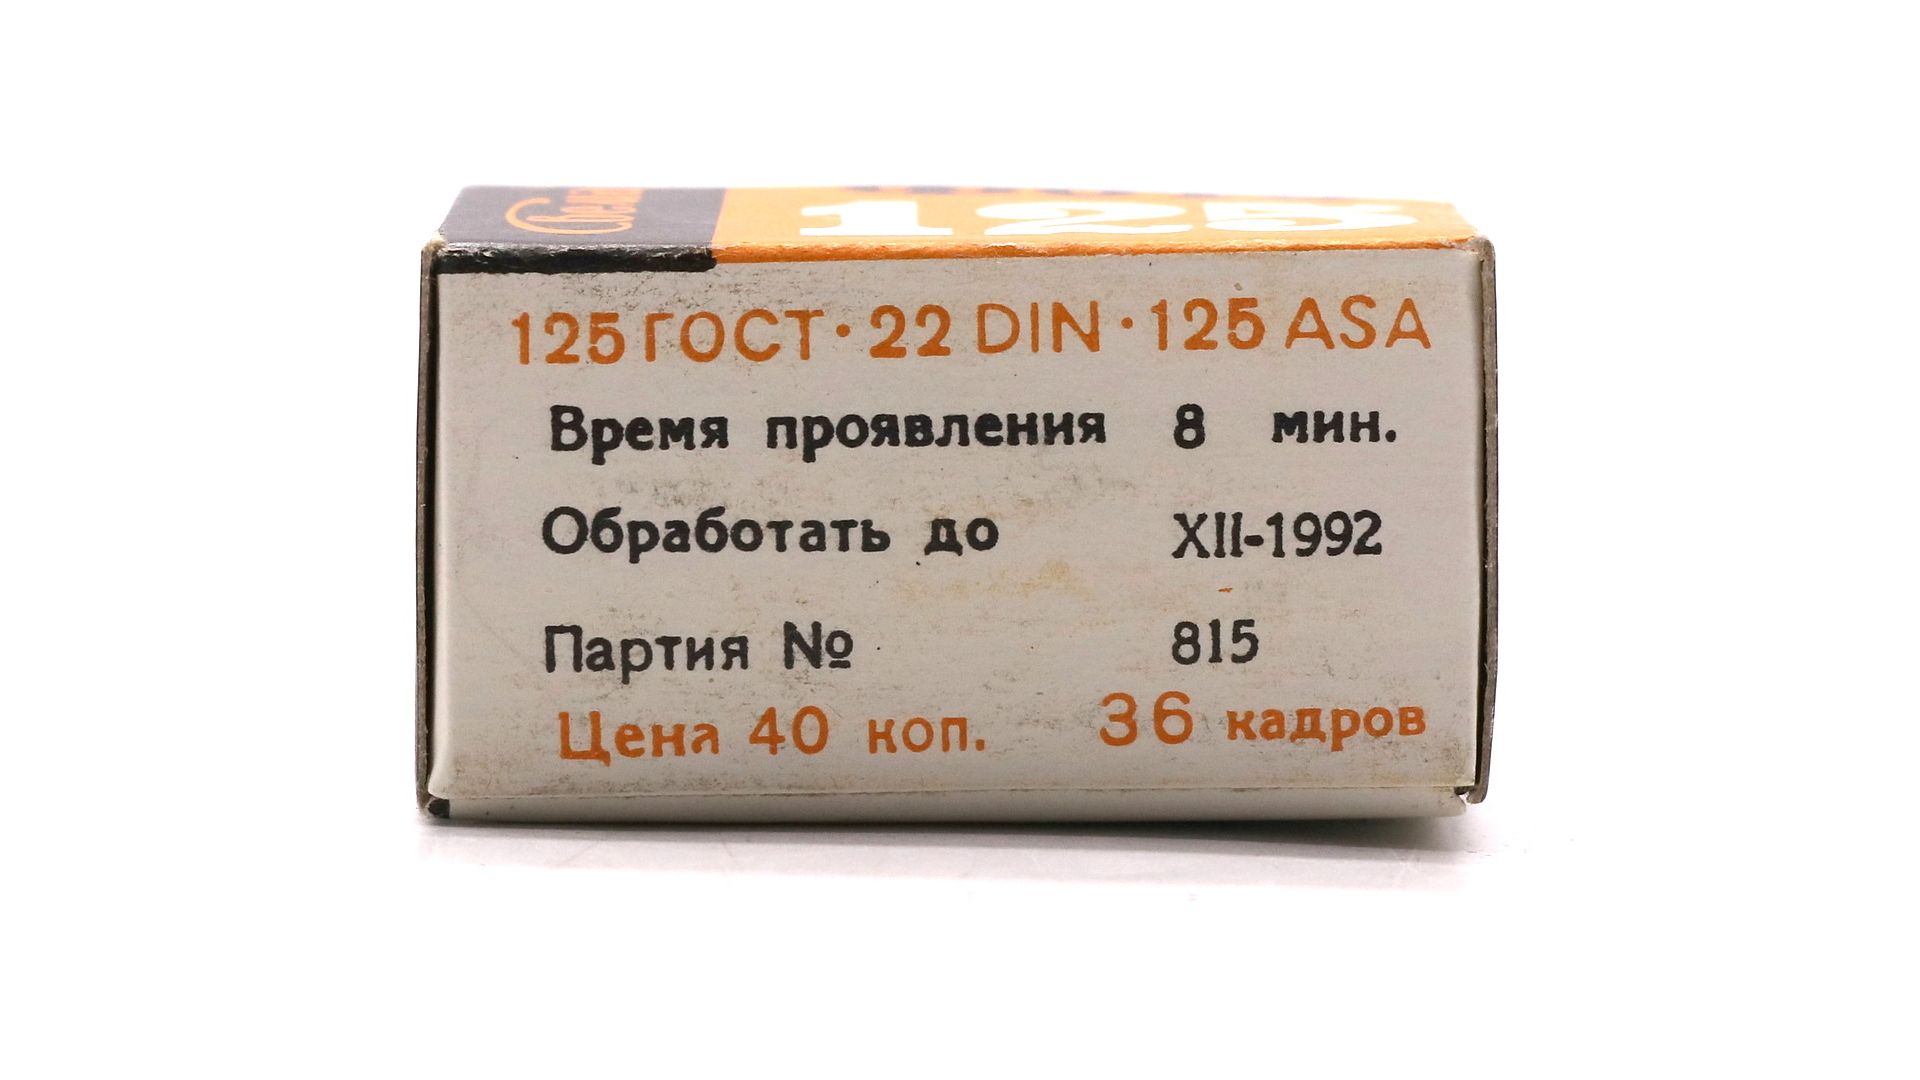 125
125 ГОСТ · 22 DIN · 125 ASA
Время проявления 8 мин.
Обработать до XII-1992
Партия № 815
Цена 40 коп. 36 кадров